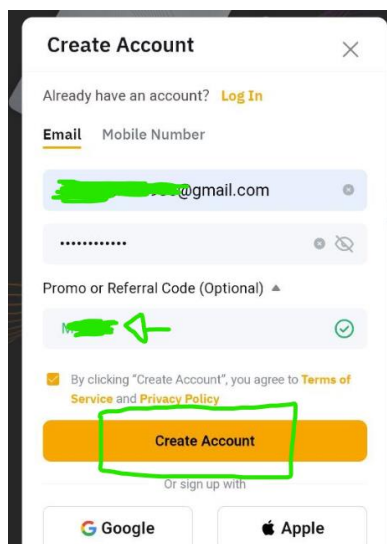 Create Account
Already have an account? Log In
Email Mobile Number
@gmail.com
Promo or Referral Code (Optional)
By clicking "Create Account", you agree to Terms of
Service and Privacy Policy
Create Account
Or sign up with
Google Apple